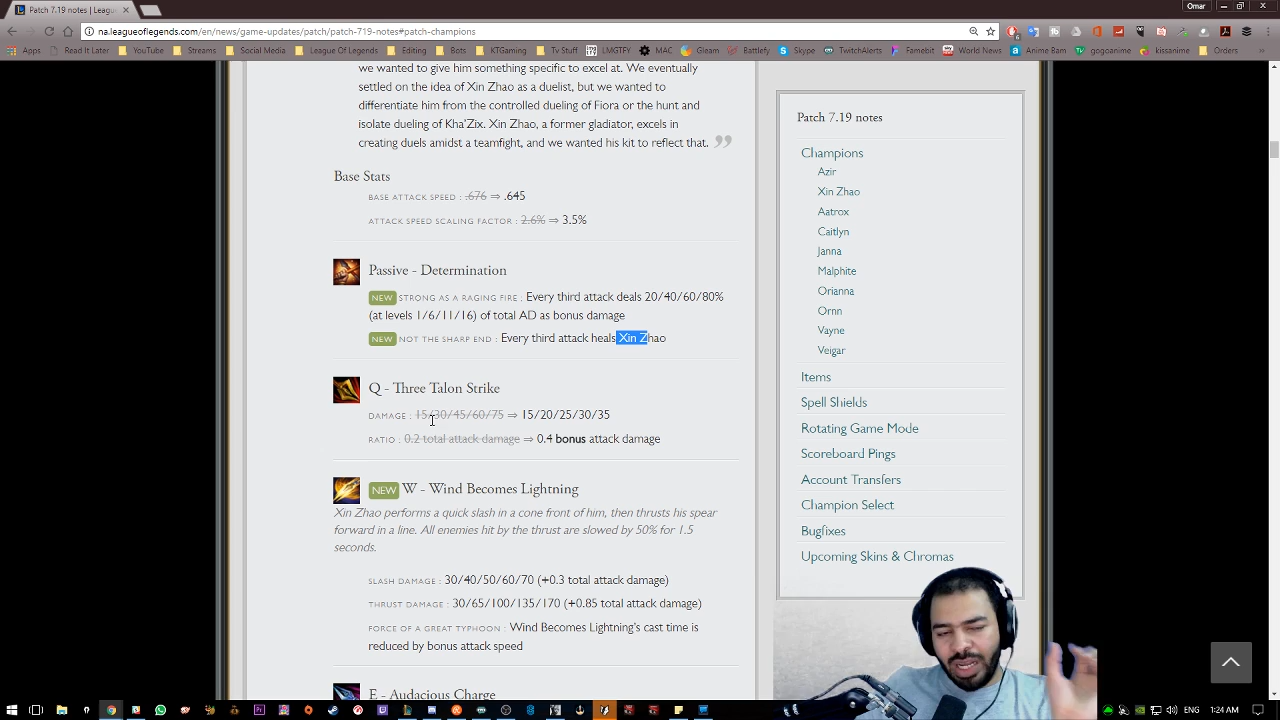 Patch 7.19 notes | Leagu
Omar
na.leagueoflegends.com/en/news/game-updates/patch/patch-719-notes#patch-champions
Apps
Read It Later
YouTube
Streams
Social Media
League Of Legends
Editing
Bots
KTGaming
Tv Stuff
LMGTFY
MAC
Gleam
Battlefy
Skype
TwitchAlerts
Famebit
World News
Anime Bam
gogoanime
kissanime
Orders
we wanted to give him something specific to excel at. We eventually
settled on the idea of Xin Zhao as a duelist, but we wanted to
differentiate him from the controlled dueling of Fiora or the hunt and
isolate dueling of Kha'Zix. Xin Zhao, a former gladiator, excels in
creating duels amidst a teamfight, and we wanted his kit to reflect that.
Base Stats
BASE ATTACK SPEED : .676 ⇒ .645
ATTACK SPEED SCALING FACTOR : 2.6% ⇒ 3.5%
Passive - Determination
NEW STRONG AS A RAGING FIRE : Every third attack deals 20/40/60/80%
(at levels 1/6/11/16) of total AD as bonus damage
NEW NOT THE SHARP END : Every third attack heals Xin Zhao
Q - Three Talon Strike
DAMAGE : 15/30/45/60/75 ⇒ 15/20/25/30/35
RATIO : 0.2 total attack damage ⇒ 0.4 bonus attack damage
NEW W - Wind Becomes Lightning
Xin Zhao performs a quick slash in a cone front of him, then thrusts his spear
forward in a line. All enemies hit by the thrust are slowed by 50% for 1.5
seconds.
SLASH DAMAGE : 30/40/50/60/70 (+0.3 total attack damage)
THRUST DAMAGE : 30/65/100/135/170 (+0.85 total attack damage)
FORCE OF A GREAT TYPHOON : Wind Becomes Lightning's cast time is
reduced by bonus attack speed
E - Audacious Charge
Patch 7.19 notes
Champions
Azir
Xin Zhao
Aatrox
Caitlyn
Janna
Malphite
Orianna
Ornn
Vayne
Veigar
Items
Spell Shields
Rotating Game Mode
Scoreboard Pings
Account Transfers
Champion Select
Bugfixes
Upcoming Skins & Chromas
ENG
1:24 AM